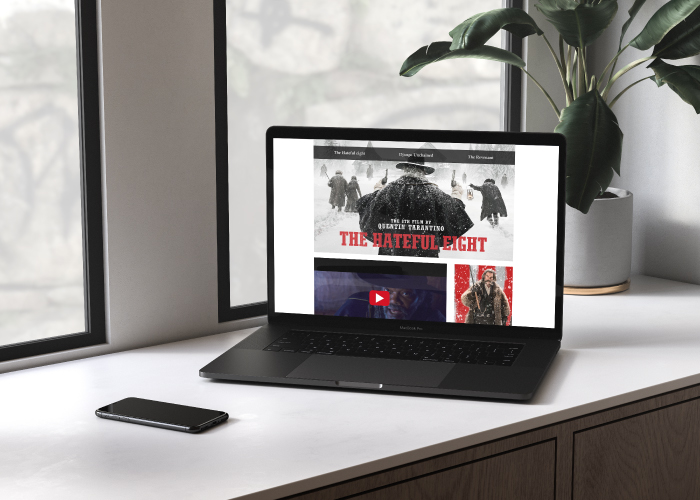 The Hateful Eight
Django Unchained
The Revenant
THE 8TH FILM BY
QUENTIN TARANTINO
THE HATEFUL EIGHT
MacBook Pro